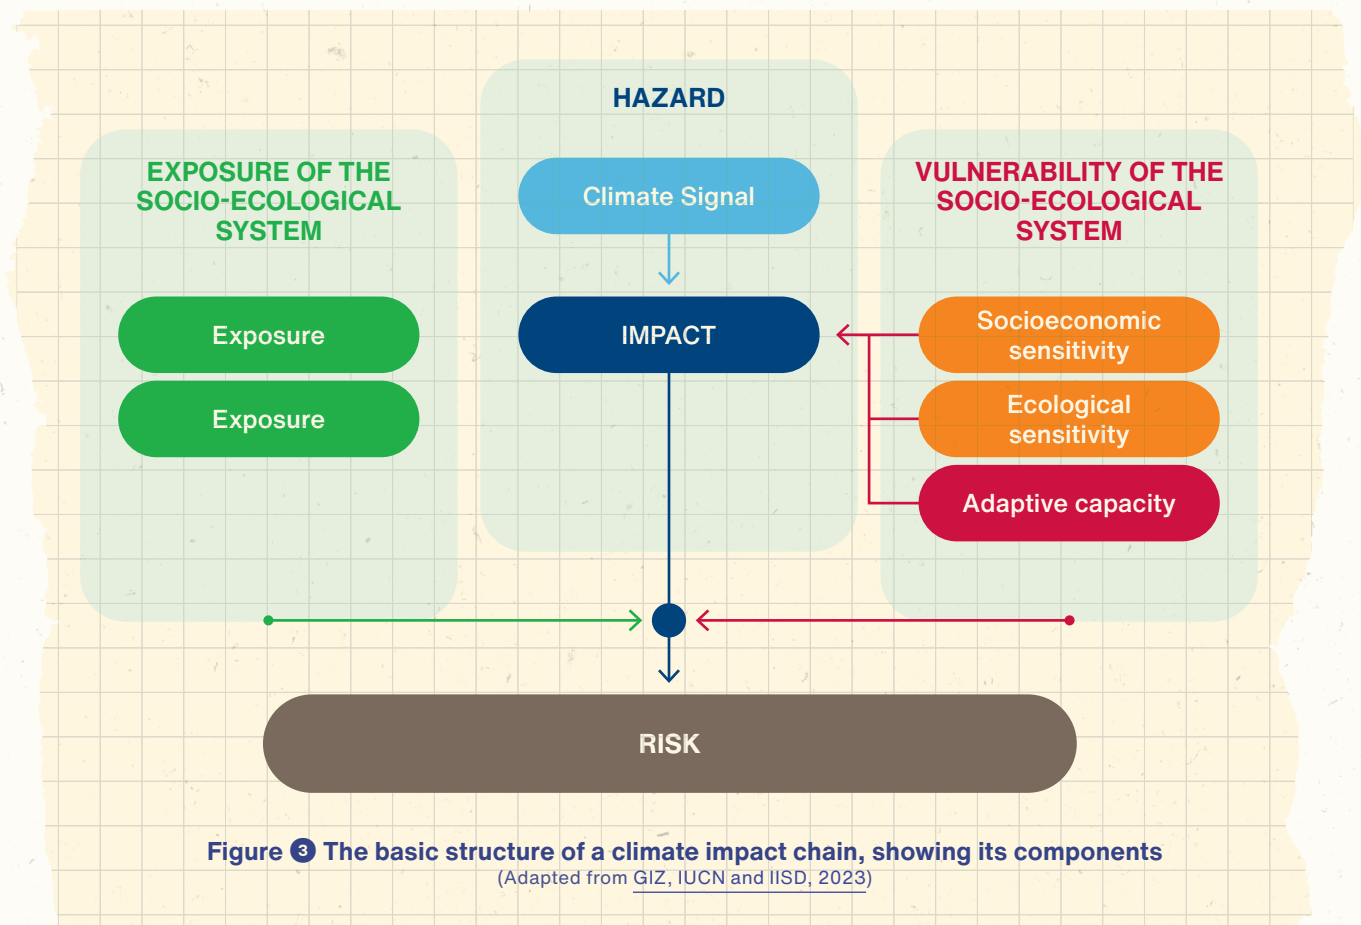 HAZARD
EXPOSURE OF THE
SOCIO-ECOLOGICAL
SYSTEM
Exposure
Exposure
Climate Signal
IMPACT
VULNERABILITY OF THE
SOCIO-ECOLOGICAL
SYSTEM
Socioeconomic
sensitivity
Ecological
sensitivity
Adaptive capacity
RISK
Figure 3 The basic structure of a climate impact chain, showing its components
(Adapted from GIZ, IUCN and IISD, 2023)